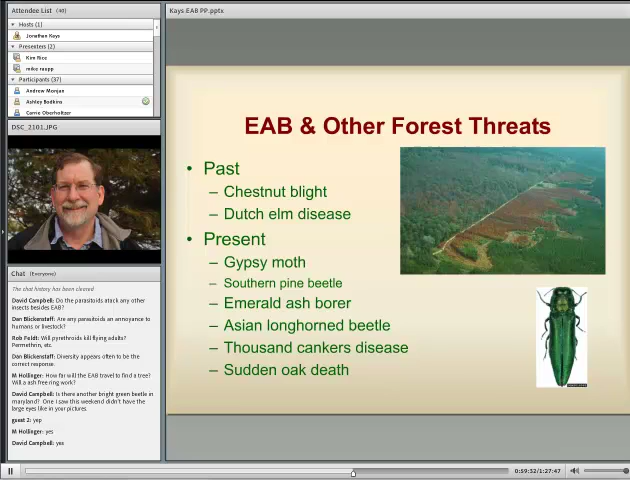 Attendee List (40)
Hosts (1)
Jonathan Kays
Presenters (2)
Kim Rice
mike raupp
Participants (37)
Andrew Monjan
Ashley Bodkins
Carrie Oberholtzer
DSC_2101.JPG
Chat (Everyone)
The chat history has been cleared
David Campbell: Do the parasitoids atack any other
insects besides EAB?
Dan Blickenstaff: Are any parasitoids an annoyance to
humans or livestock?
Rob Feldt: Will pyrethroids kill flying adults?
Permethrin, etc.
Dan Blickenstaff: Diversity appears often to be the
correct response.
M Hollinger: How far will the EAB travel to find a tree?
Will a ash free ring work?
David Campbell: Is there another bright green beetle in
maryland? One I saw this weekend didn't have the
large eyes like in your pictures.
guest 2: yep
M Hollinger: yes
David Campbell: yes
Kays EAB PP.pptx
EAB & Other Forest Threats
• Past
– Chestnut blight
– Dutch elm disease
• Present
– Gypsy moth
– Southern pine beetle
– Emerald ash borer
– Asian longhorned beetle
– Thousand cankers disease
– Sudden oak death
0:59:32/1:27:47